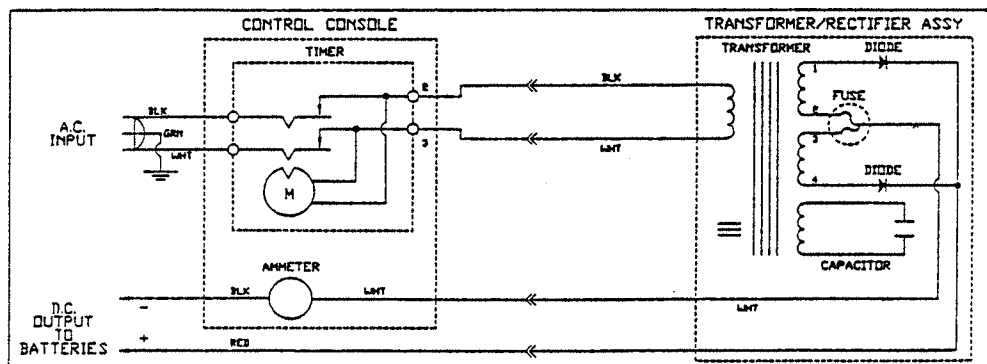 CONTROL CONSOLE
TRANSFORMER/RECTIFIER ASSY
TIMER
TRANSFORMER
DIODE
BLK
A.C.
INPUT
GRN
WHT
2
3
M
BLK
WHT
1
2
3
4
FUSE
DIODE
CAPACITOR
AMMETER
BLK
WHT
WHT
D.C.
OUTPUT
TO
BATTERIES
-
+
RED